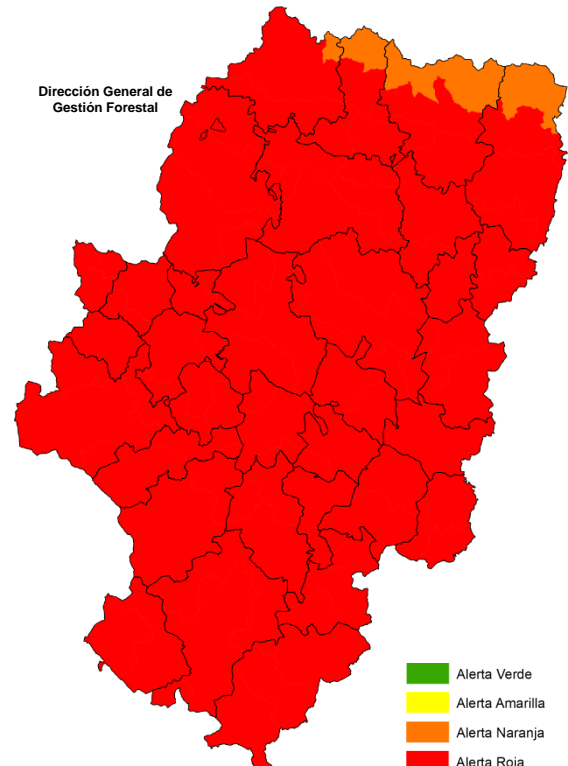 Dirección General de
Gestión Forestal
Alerta Verde
Alerta Amarilla
Alerta Naranja
Alerta Roja